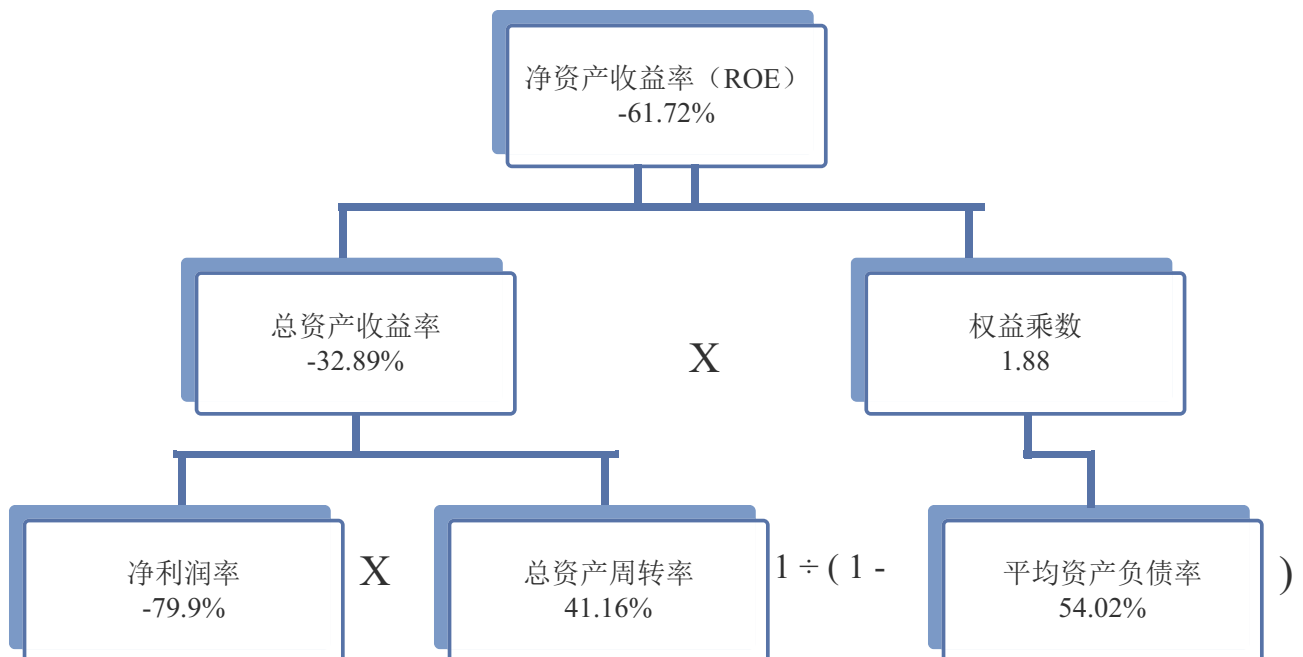 净资产收益率（ROE）
-61.72%
总资产收益率
-32.89%
X
权益乘数
1.88
净利润率
-79.9%
X
总资产周转率
41.16%
1 ÷ ( 1 -
平均资产负债率
54.02%
)